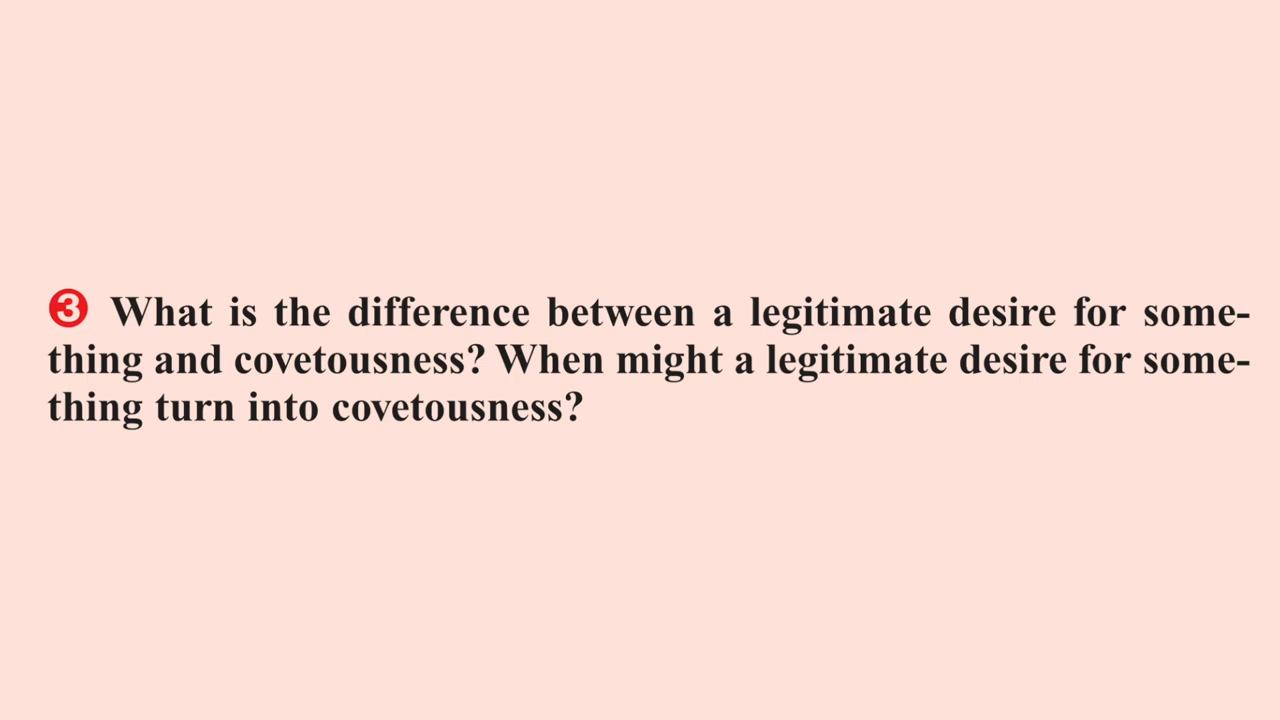 ❸ What is the difference between a legitimate desire for some-
thing and covetousness? When might a legitimate desire for some-
thing turn into covetousness?